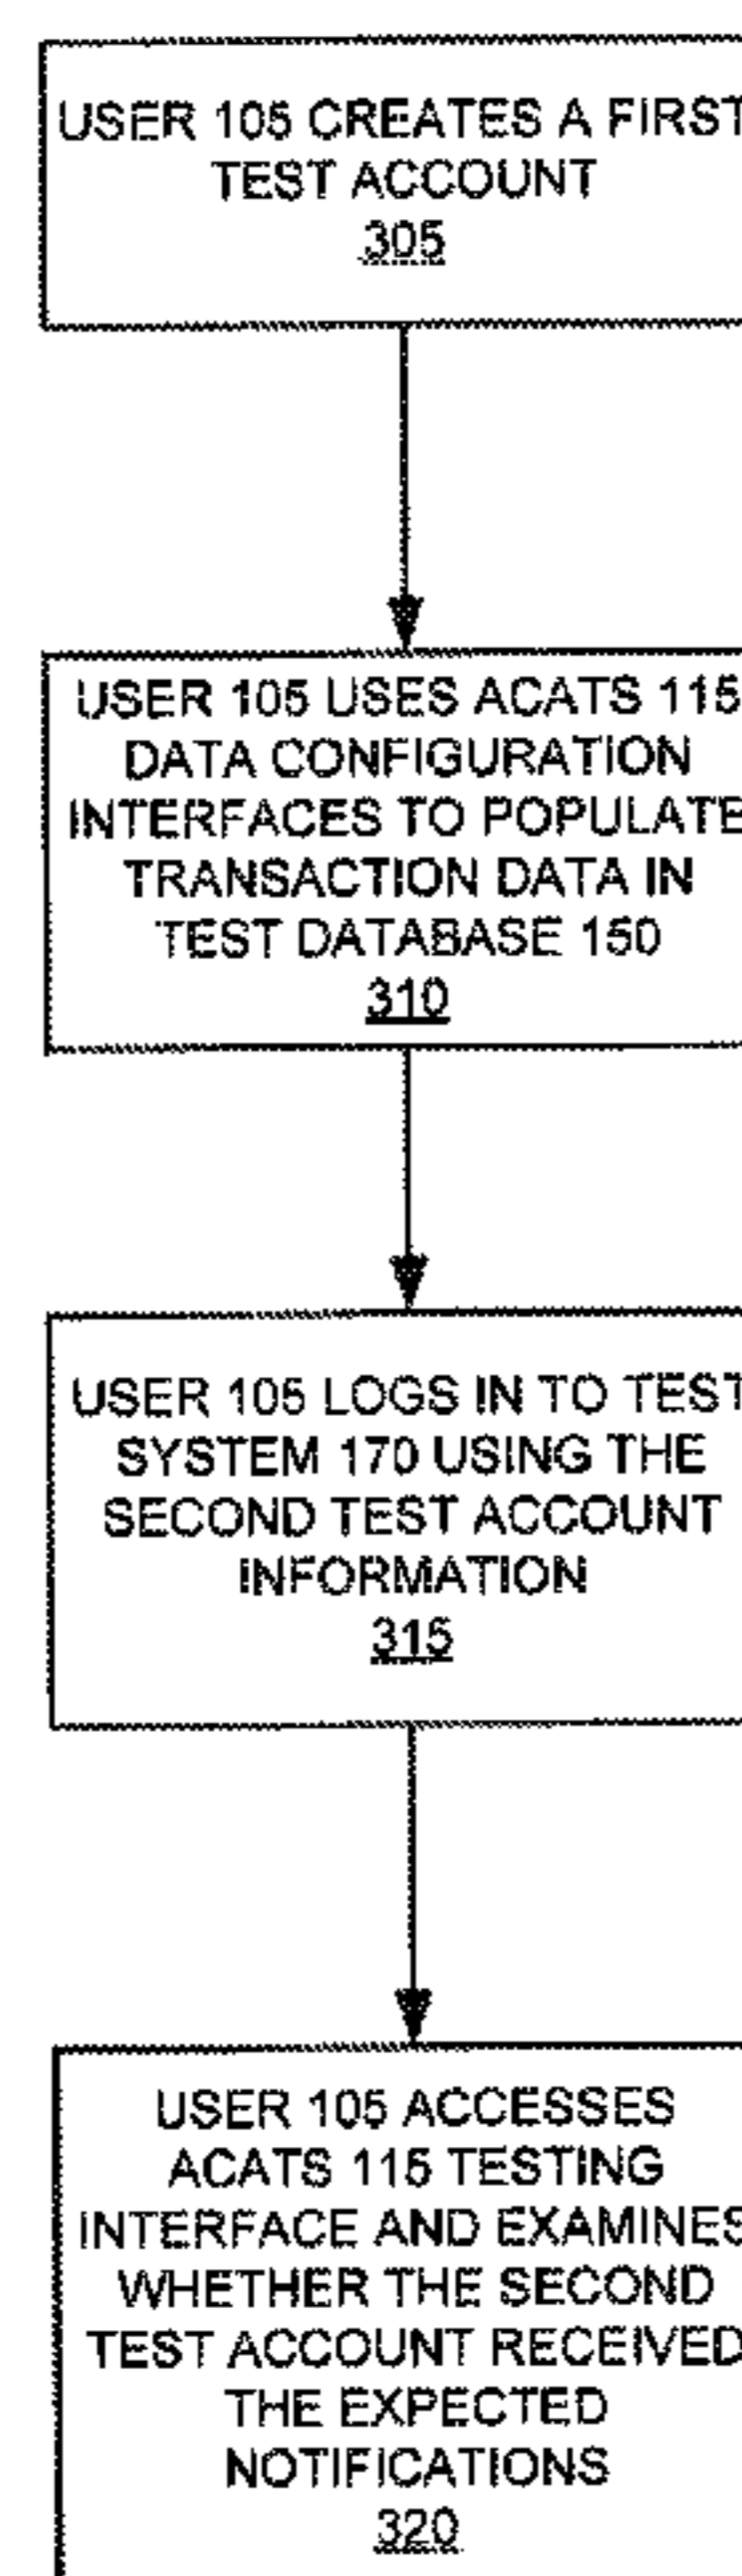 USER 105 CREATES A FIRST
TEST ACCOUNT
305
USER 105 USES ACATS 115
DATA CONFIGURATION
INTERFACES TO POPULATE
TRANSACTION DATA IN
TEST DATABASE 150
310
USER 105 LOGS IN TO TEST
SYSTEM 170 USING THE
SECOND TEST ACCOUNT
INFORMATION
315
USER 105 ACCESSES
ACATS 115 TESTING
INTERFACE AND EXAMINES
WHETHER THE SECOND
TEST ACCOUNT RECEIVED
THE EXPECTED
NOTIFICATIONS
320